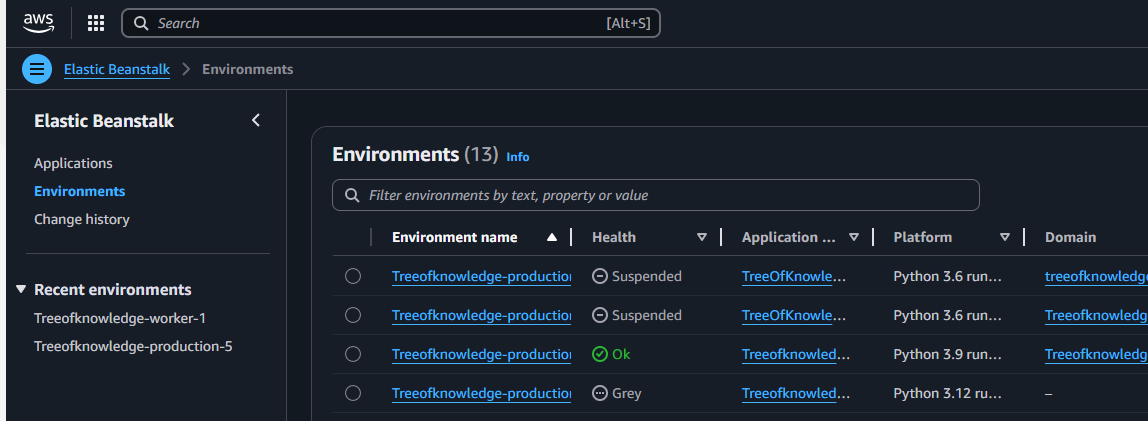 aws
Search [Alt+S]
Elastic Beanstalk > Environments
Elastic Beanstalk
Applications
Environments
Change history
Recent environments
Treeofknowledge-worker-1
Treeofknowledge-production-5
Environments (13) Info
Filter environments by text, property or value
Environment name Health Application ... Platform Domain
Treeofknowledge-production Suspended TreeOfKnowle... Python 3.6 run... treeofknowledge
Treeofknowledge-production Suspended TreeOfKnowle... Python 3.6 run... Treeofknowledg
Treeofknowledge-production Ok Treeofknowled... Python 3.9 run... Treeofknowledg
Treeofknowledge-production Grey Treeofknowled... Python 3.12 ru... –